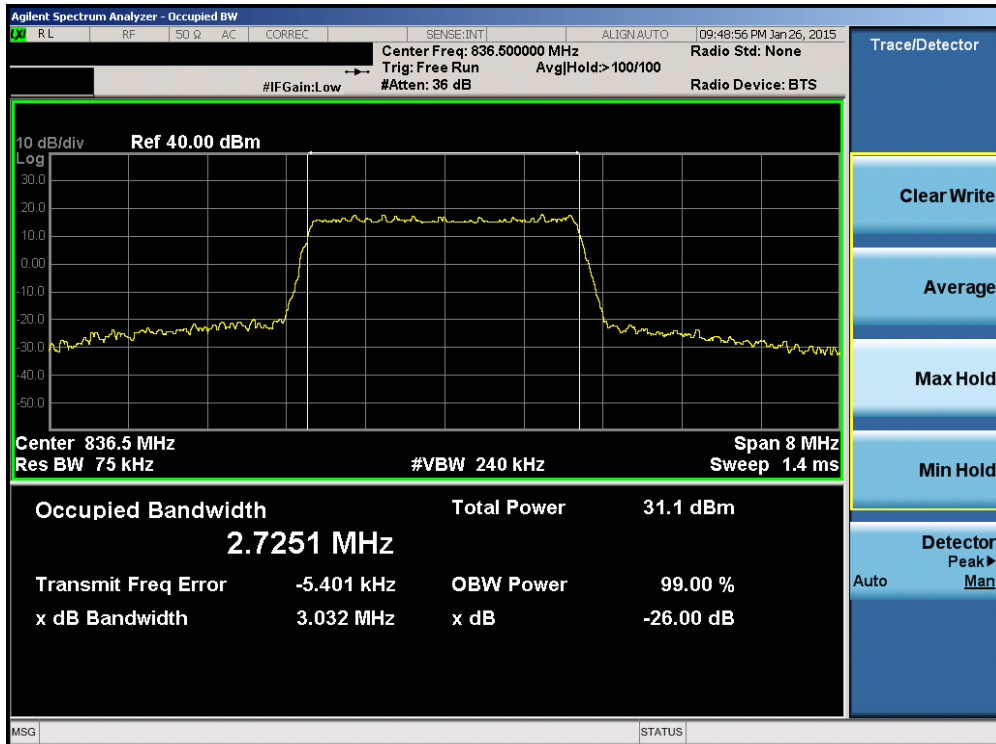 Agilent Spectrum Analyzer - Occupied BW
LXI RL RF 50 Ω AC CORREC SENSE:INT ALIGN AUTO 09:48:56 PM Jan 26, 2015
Center Freq: 836.500000 MHz Radio Std: None
Trig: Free Run Avg|Hold:>100/100
#IFGain:Low #Atten: 36 dB Radio Device: BTS
Trace/Detector
10 dB/div Ref 40.00 dBm
Log
30.0
20.0
10.0
0.00
-10.0
-20.0
-30.0
-40.0
-50.0
Center 836.5 MHz Span 8 MHz
Res BW 75 kHz #VBW 240 kHz Sweep 1.4 ms
Occupied Bandwidth Total Power 31.1 dBm
2.7251 MHz
Transmit Freq Error -5.401 kHz OBW Power 99.00 %
x dB Bandwidth 3.032 MHz x dB -26.00 dB
Clear Write
Average
Max Hold
Min Hold
Detector
Peak▶
Auto Man
MSG STATUS